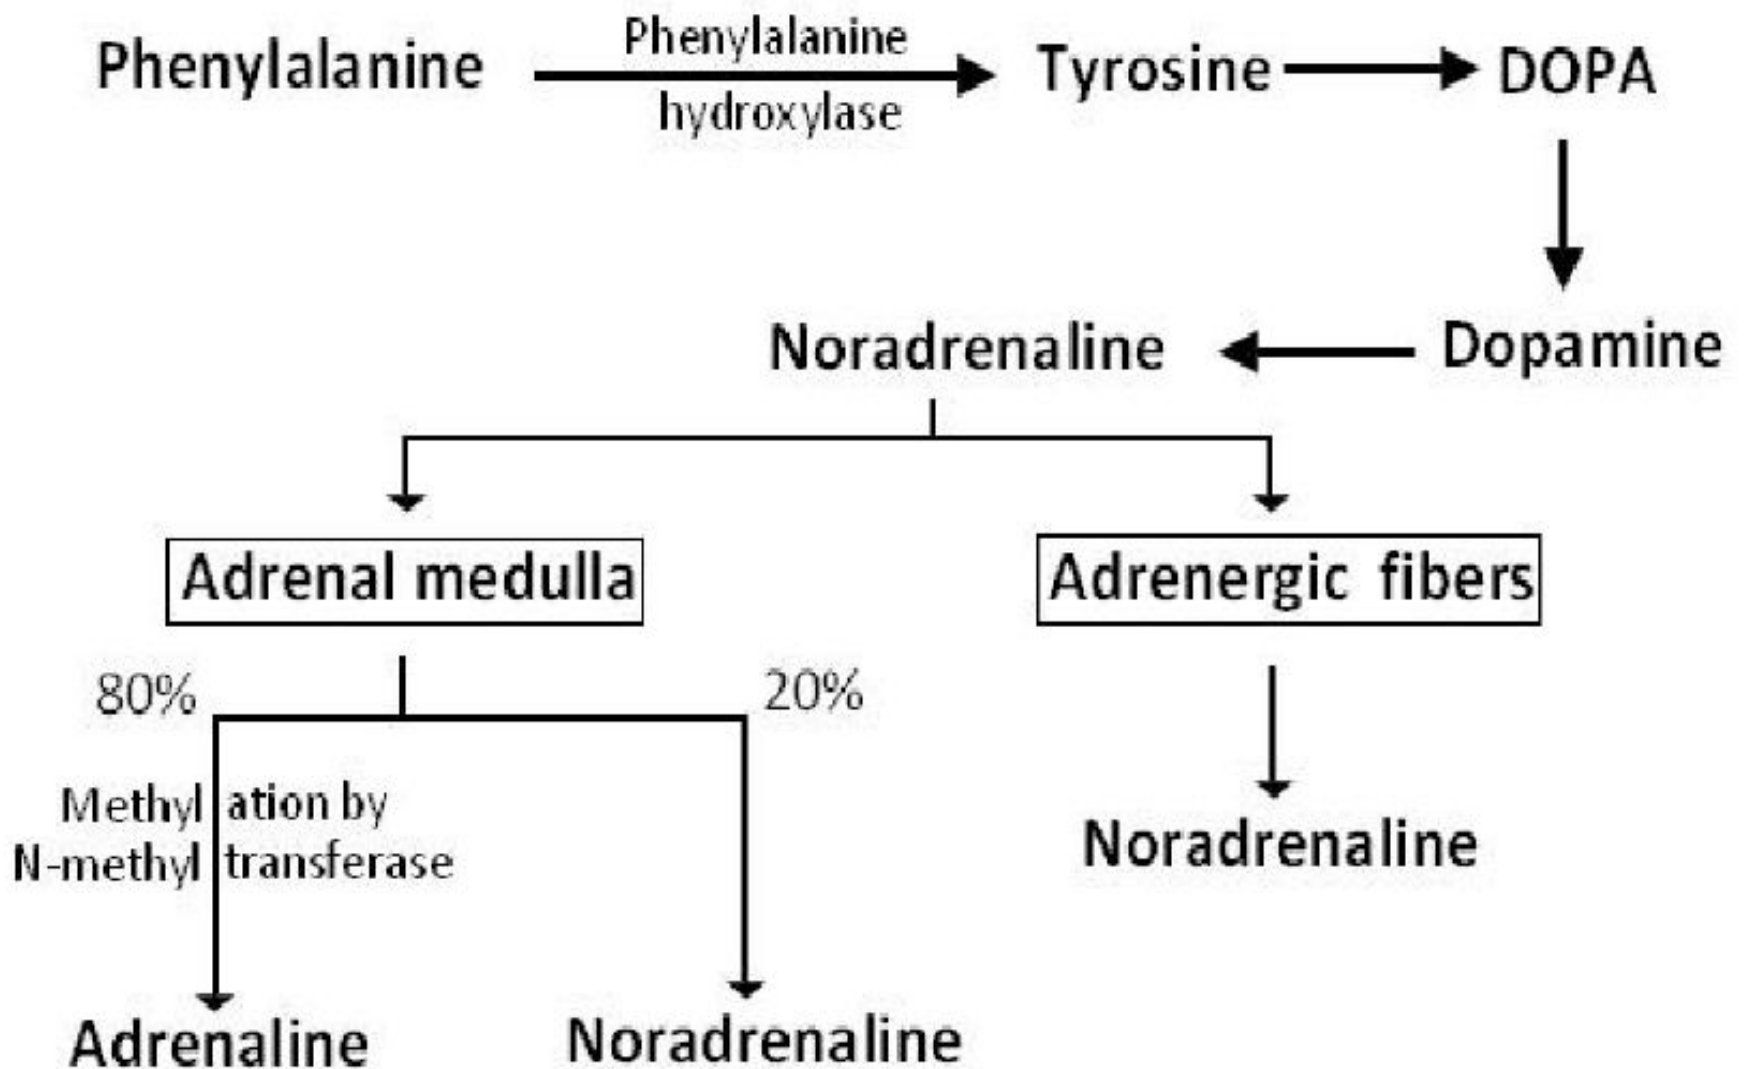 Phenylalanine
Phenylalanine
hydroxylase
Tyrosine
DOPA
Noradrenaline
Dopamine
Adrenal medulla
Adrenergic fibers
80%
20%
Methylation by
N-methyl transferase
Noradrenaline
Adrenaline
Noradrenaline